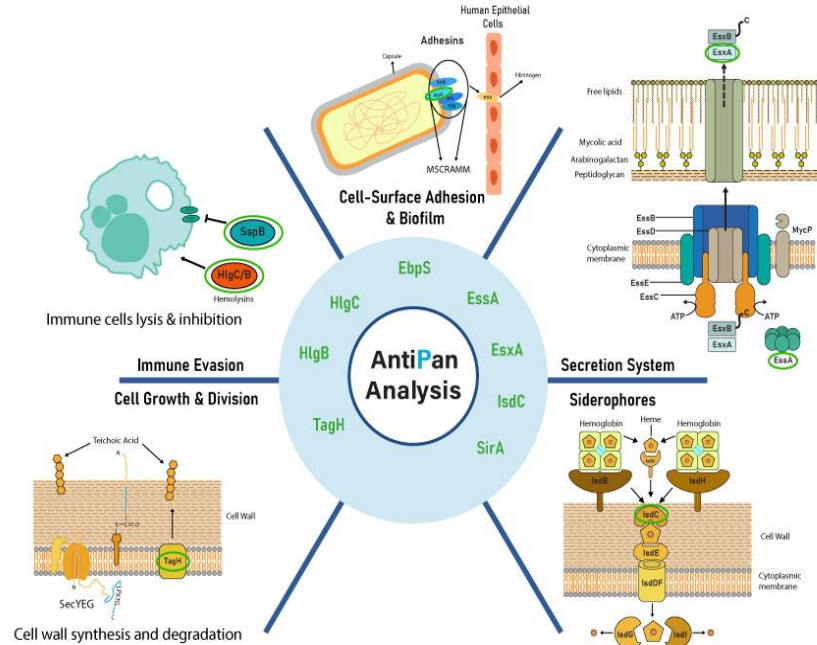 Human Epithelial
Cells
Adhesins
Capsule
Fibrinogen
MSCRAMM
Cell-Surface Adhesion
& Biofilm
SspB
HlgC/B
Hemolysins
Immune cells lysis & inhibition
C
EsxB
EsxA
Free lipids
Mycolic acid
Arabinogalactan
Peptidoglycan
EssB
EssD
MycP
Cytoplasmic
membrane
EssE
EssC
ATP
ATP
C
EsxB
EsxA
EssA
EbpS
HlgC
EssA
HlgB
EsxA
TagH
IsdC
SirA
AntiPan
Analysis
Immune Evasion
Cell Growth & Division
Secretion System
Siderophores
Teichoic Acid
N
Cell Wall
S-C=O
TagH
N
LPXTG
C
SecYEG
Cell wall synthesis and degradation
Hemoglobin
Heme
Hemoglobin
IsdB
IsdA
IsdH
IsdC
Cell Wall
IsdE
IsdDF
Cytoplasmic
membrane
IsdG
IsdI